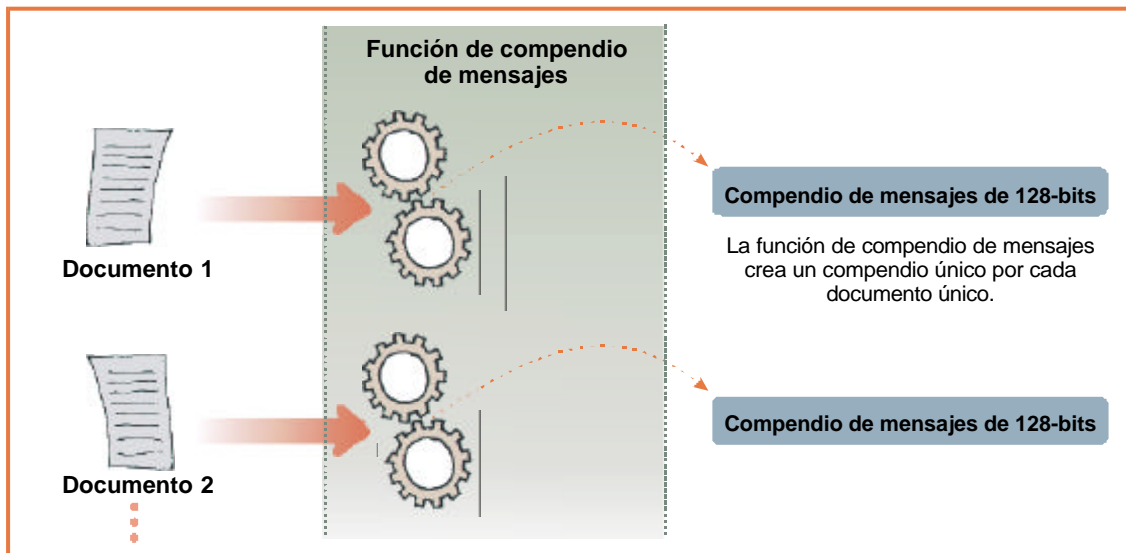 Función de compendio
de mensajes
Documento 1
Compendio de mensajes de 128-bits
La función de compendio de mensajes
crea un compendio único por cada
documento único.
Documento 2
Compendio de mensajes de 128-bits